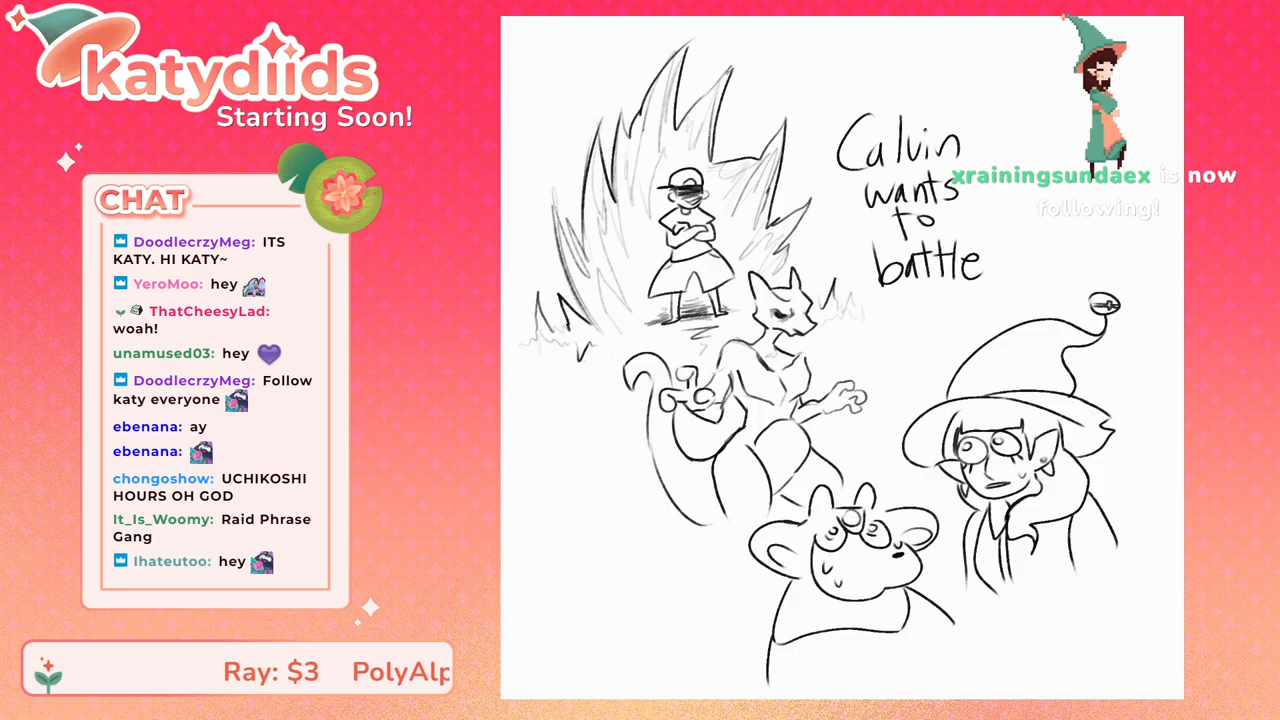 Katydiids
Starting Soon!
CHAT
DoodlecrzyMeg: ITS
KATY. HI KATY~
YeroMoo: hey
ThatCheesyLad:
woah!
unamused03: hey
DoodlecrzyMeg: Follow
katy everyone
ebenana: ay
ebenana:
chongoshow: UCHIKOSHI
HOURS OH GOD
It_Is_Woomy: Raid Phrase
Gang
Ihateutoo: hey
Ray: $3 PolyAlp
Calvin
wants
to
battle
xrainingsundaex is now
following!